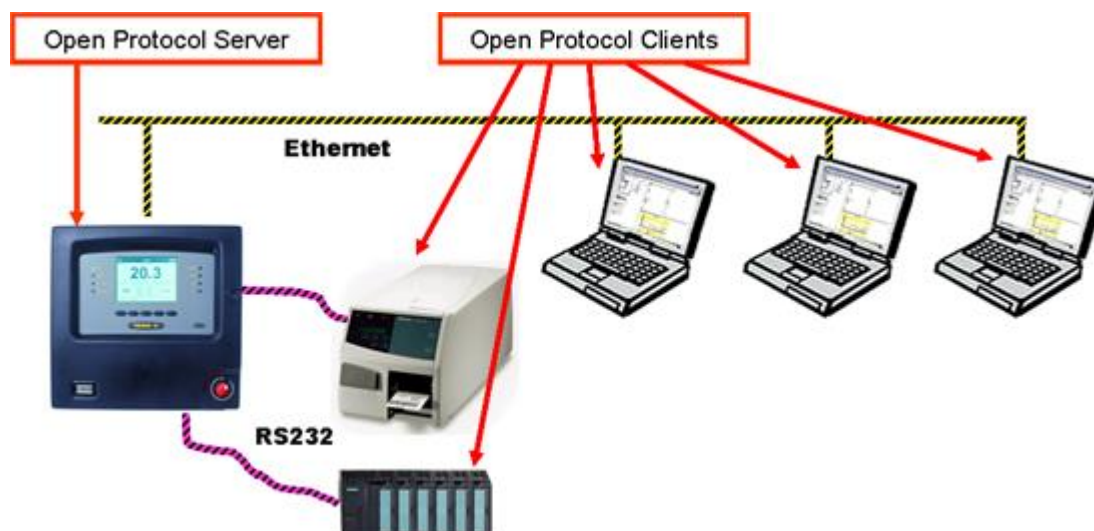 Open Protocol Server
Open Protocol Clients
Ethernet
20.3
RS232